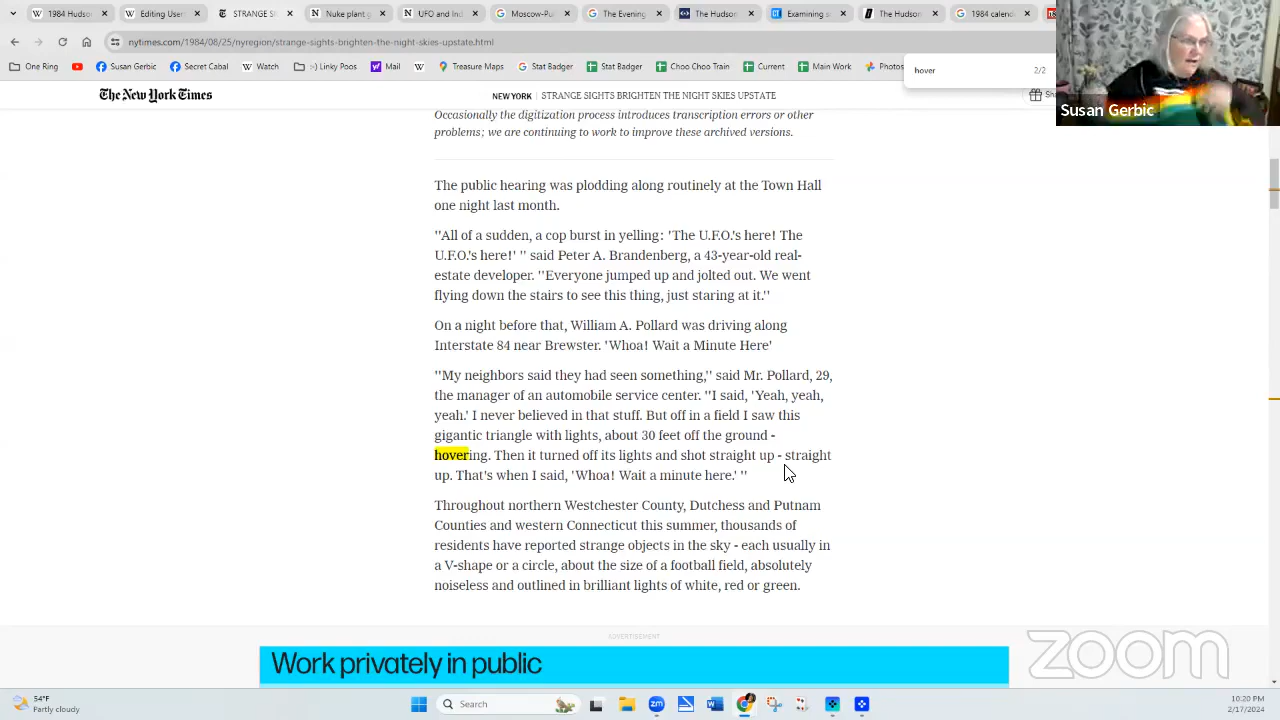 1984 Hudson
Editing User
STRANGE S
Nuke plant
UFO and Inc
Moscow-Pu
The Evening
The Hudson
Examining s
The Hudson
1984 calend
nytimes.com/1984/08/25/nyregion/strange-sights-brighten-the-night-skies-upstate.html
One Ring
YouTube
Susan Gerbic
Secret Cabal
Watch
:-) Linky Poos
Mail
Tasmania
Google Maps
Stat Badger
Stat Badger
Choo Choo Train
Current
Main Work
Photos
hover
2/2
Susan Gerbic
The New York Times
NEW YORK
STRANGE SIGHTS BRIGHTEN THE NIGHT SKIES UPSTATE
Occasionally the digitization process introduces transcription errors or other
problems; we are continuing to work to improve these archived versions.
The public hearing was plodding along routinely at the Town Hall
one night last month.
''All of a sudden, a cop burst in yelling: 'The U.F.O.'s here! The
U.F.O.'s here!' '' said Peter A. Brandenberg, a 43-year-old real-
estate developer. ''Everyone jumped up and jolted out. We went
flying down the stairs to see this thing, just staring at it.''
On a night before that, William A. Pollard was driving along
Interstate 84 near Brewster. 'Whoa! Wait a Minute Here'
''My neighbors said they had seen something,'' said Mr. Pollard, 29,
the manager of an automobile service center. ''I said, 'Yeah, yeah,
yeah.' I never believed in that stuff. But off in a field I saw this
gigantic triangle with lights, about 30 feet off the ground -
hovering. Then it turned off its lights and shot straight up - straight
up. That's when I said, 'Whoa! Wait a minute here.' ''
Throughout northern Westchester County, Dutchess and Putnam
Counties and western Connecticut this summer, thousands of
residents have reported strange objects in the sky - each usually in
a V-shape or a circle, about the size of a football field, absolutely
noiseless and outlined in brilliant lights of white, red or green.
ADVERTISEMENT
Work privately in public
zoom
54°F
Partly cloudy
Search
10:20 PM
2/17/2024